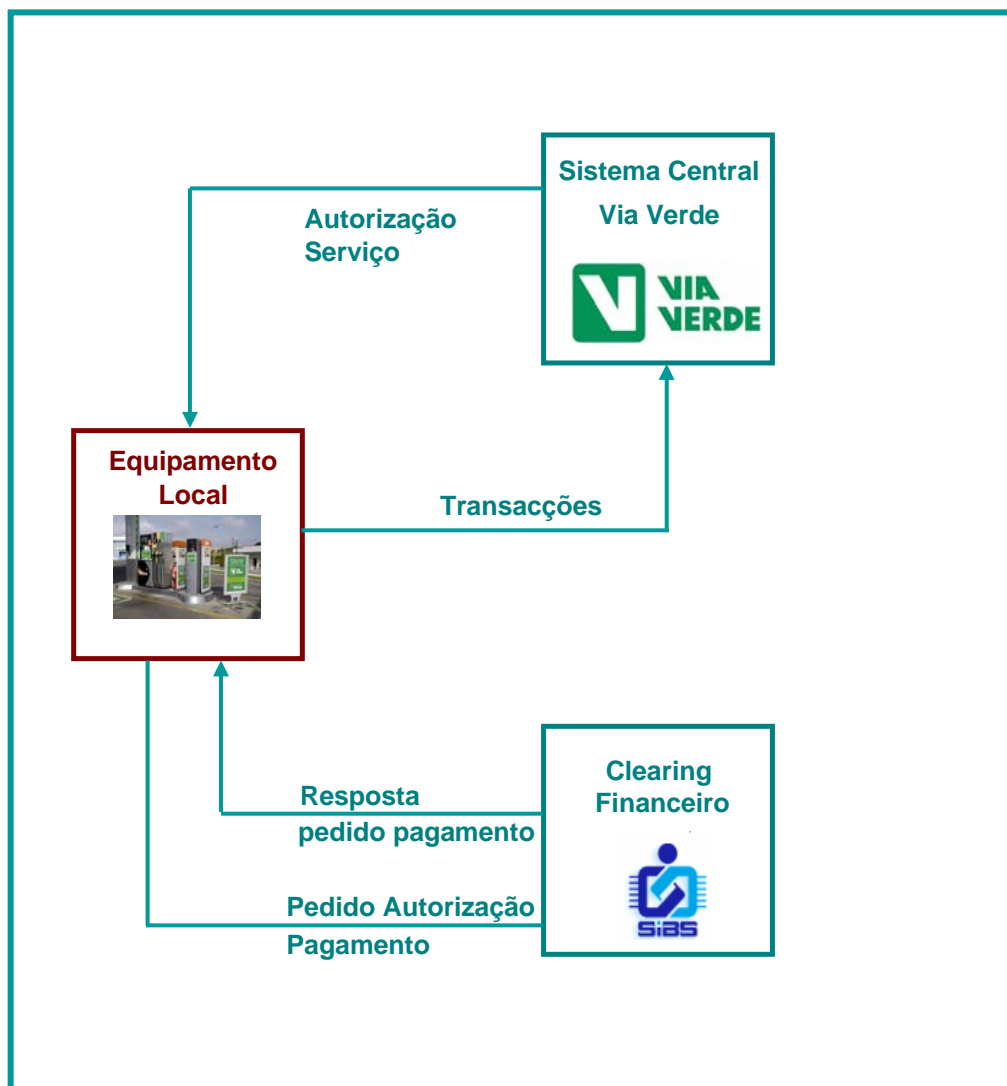 Sistema Central
Via Verde
VIA
VERDE
Autorização
Serviço
Equipamento
Local
Transacções
Clearing
Financeiro
SiBS
Resposta
pedido pagamento
Pedido Autorização
Pagamento